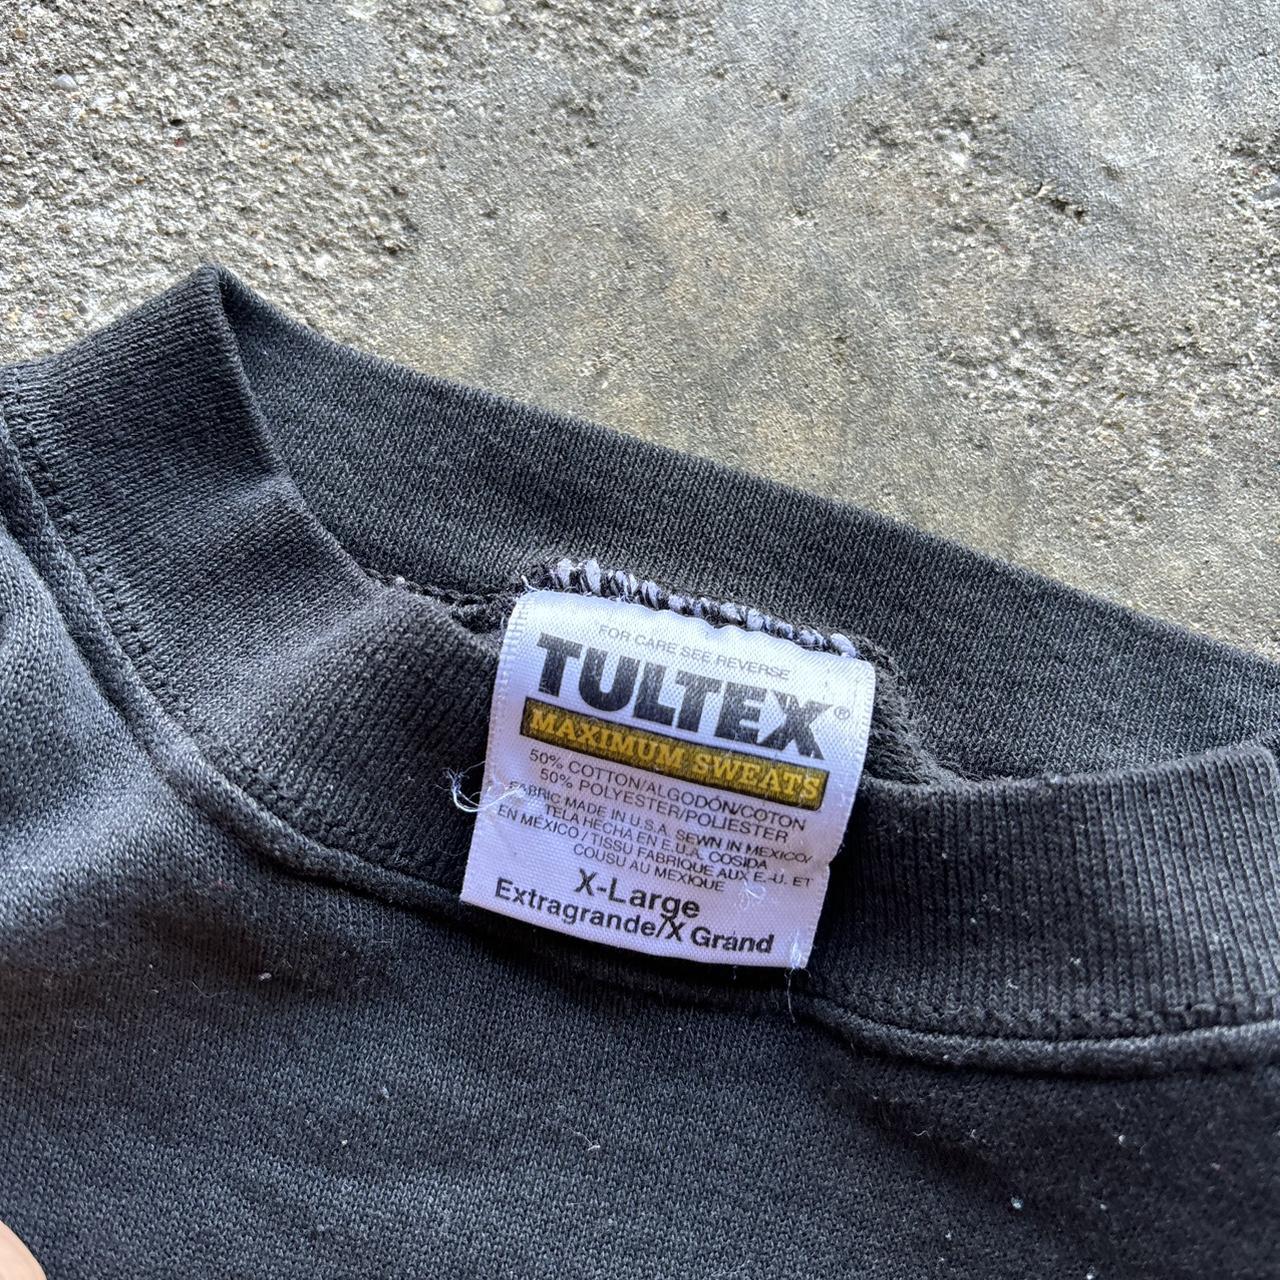 FOR CARE SEE REVERSE
TULTEX®
MAXIMUM SWEATS
50% COTTON/ALGODÓN/COTON
50% POLYESTER/POLIESTER
FABRIC MADE IN U.S.A. SEWN IN MEXICO/
TELA HECHA EN E.U.A. COSIDA
EN MÉXICO / TISSU FABRIQUE AUX E.-U. ET
COUSU AU MEXIQUE
X-Large
Extragrande/X Grand